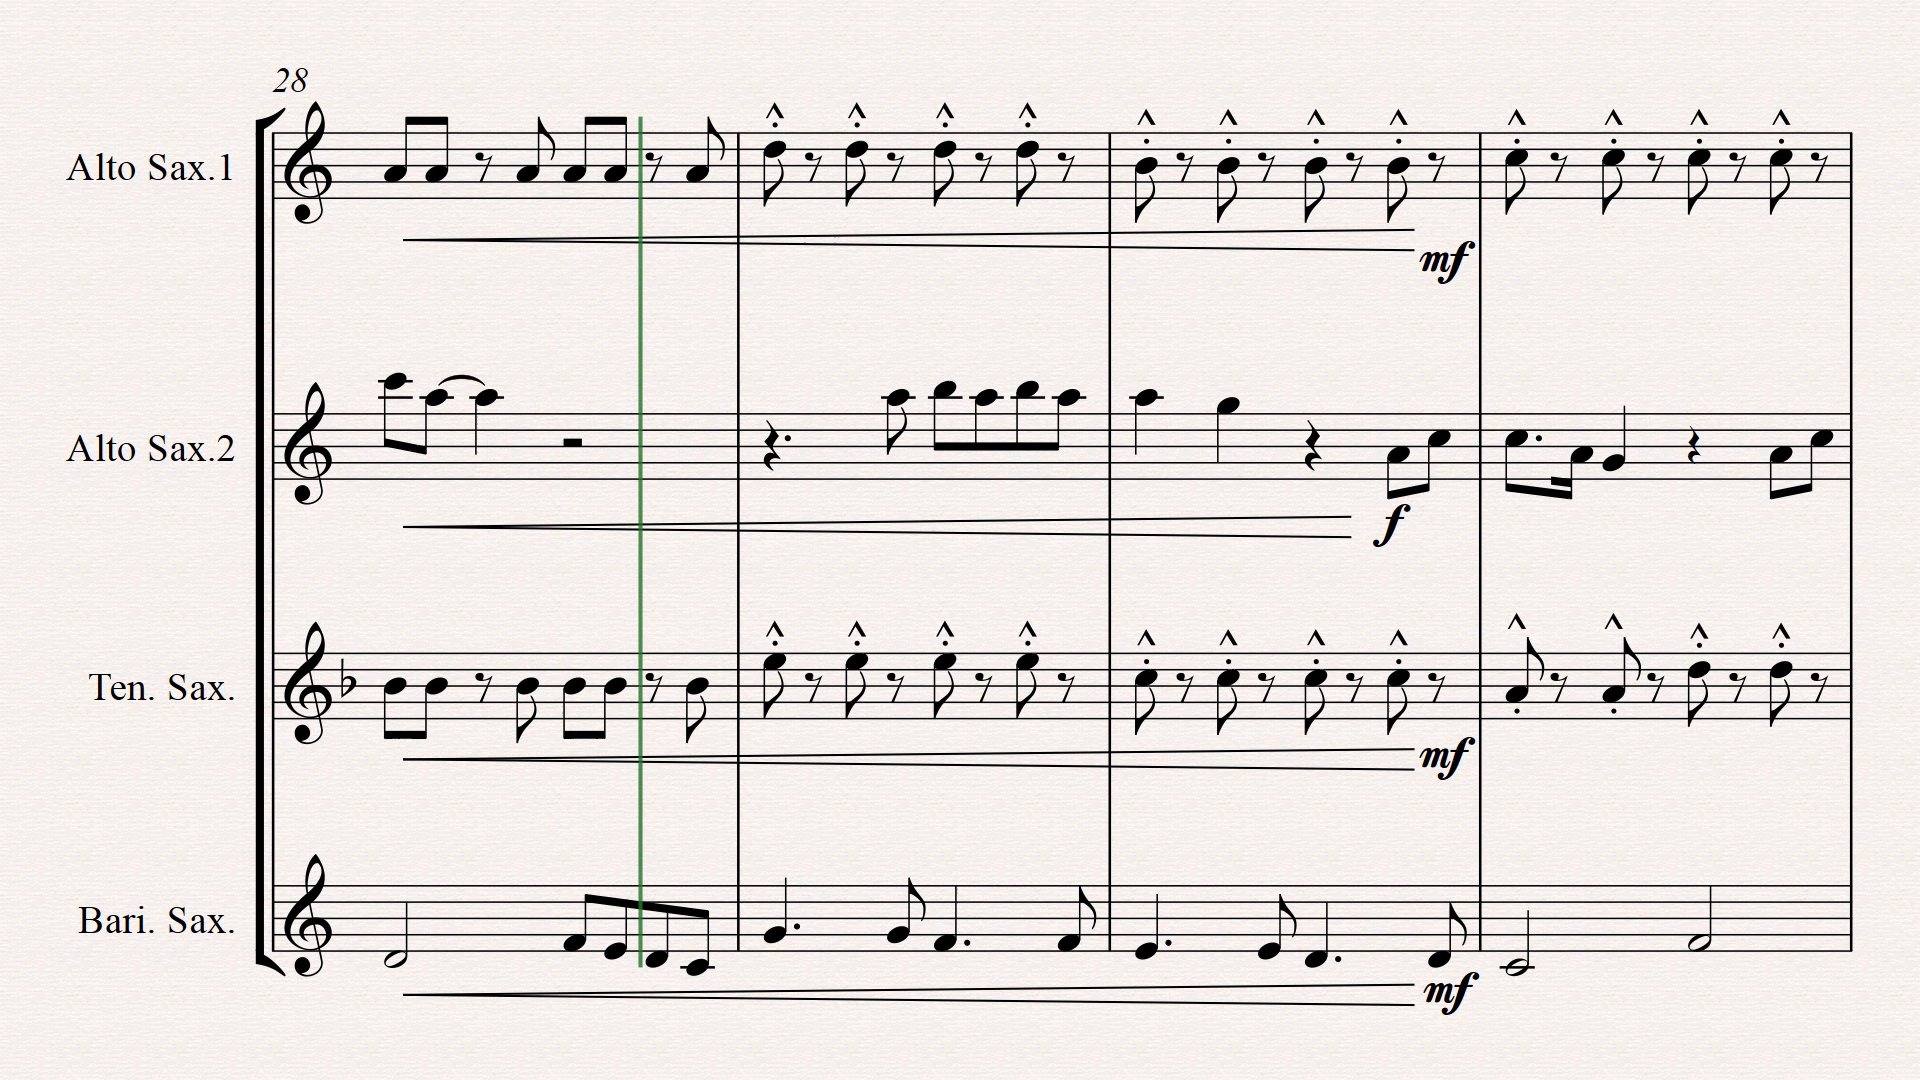 28
Alto Sax.1
mf
Alto Sax.2
f
Ten. Sax.
mf
Bari. Sax.
mf